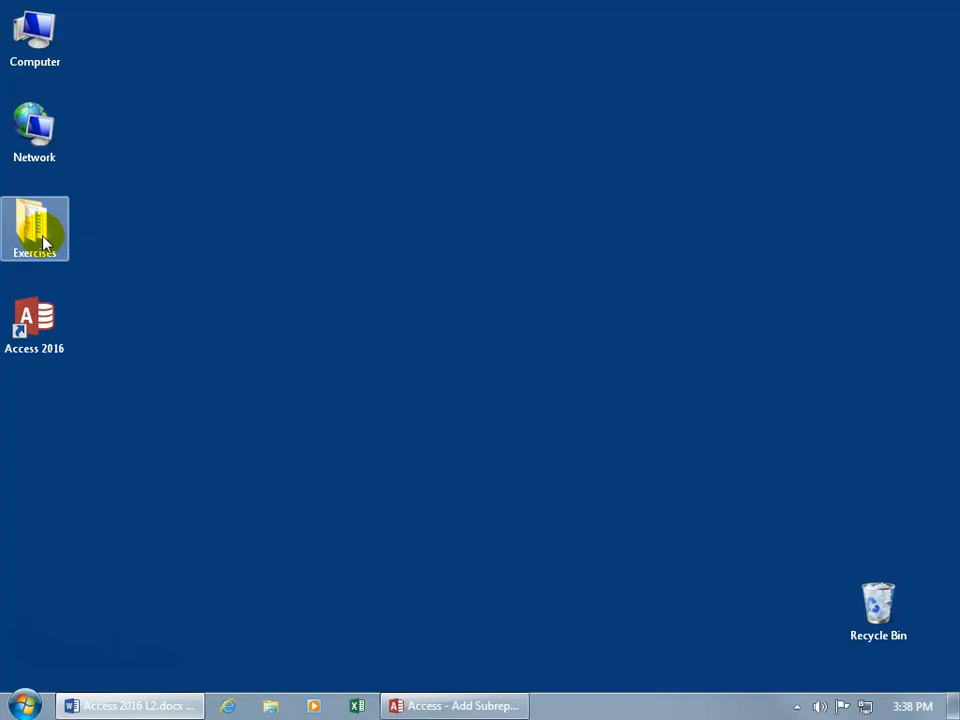 Computer
Network
Exercises
Access 2016
Recycle Bin
Access 2016 L2.docx ...
Access - Add Subrep...
3:38 PM